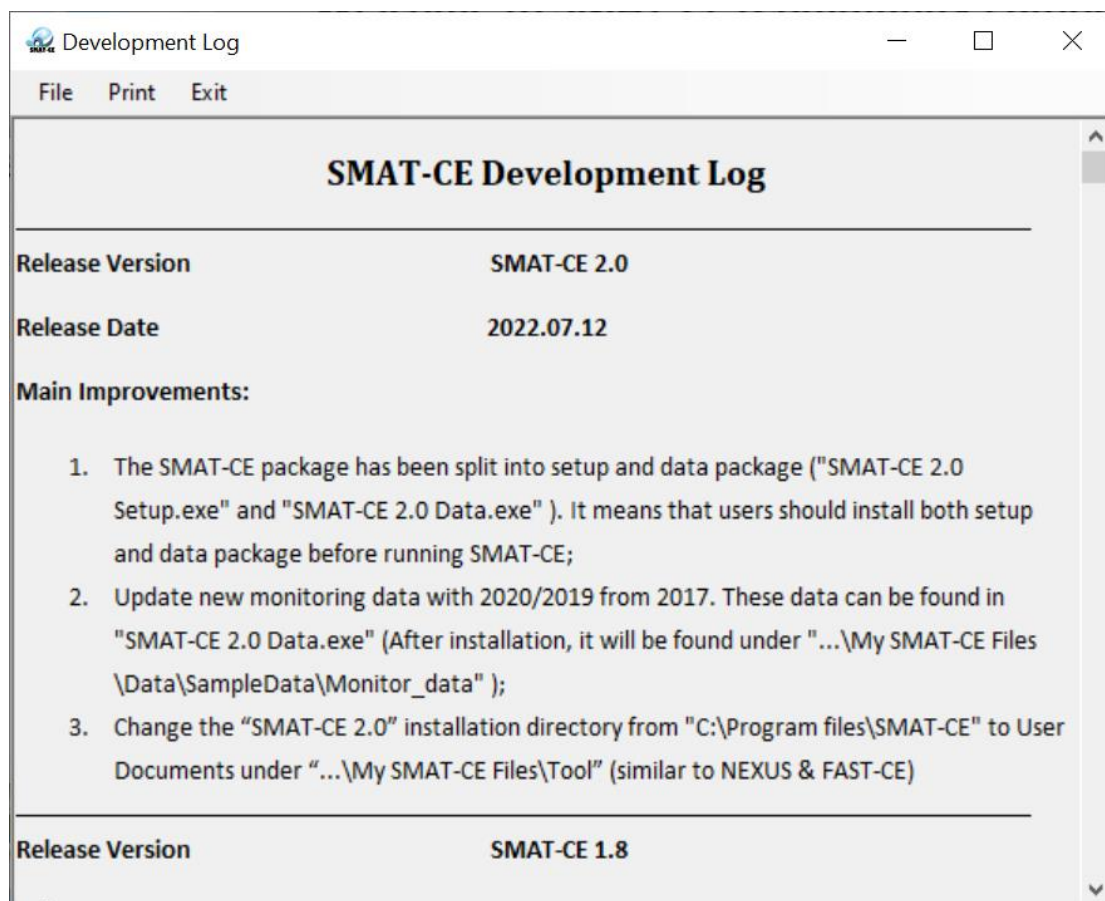 SMAT-CE
Development Log
File Print Exit
SMAT-CE Development Log
Release Version SMAT-CE 2.0
Release Date 2022.07.12
Main Improvements:
1. The SMAT-CE package has been split into setup and data package ("SMAT-CE 2.0
Setup.exe" and "SMAT-CE 2.0 Data.exe" ). It means that users should install both setup
and data package before running SMAT-CE;
2. Update new monitoring data with 2020/2019 from 2017. These data can be found in
"SMAT-CE 2.0 Data.exe" (After installation, it will be found under "...\My SMAT-CE Files
\Data\SampleData\Monitor_data" );
3. Change the “SMAT-CE 2.0” installation directory from "C:\Program files\SMAT-CE" to User
Documents under “...\My SMAT-CE Files\Tool” (similar to NEXUS & FAST-CE)
Release Version SMAT-CE 1.8